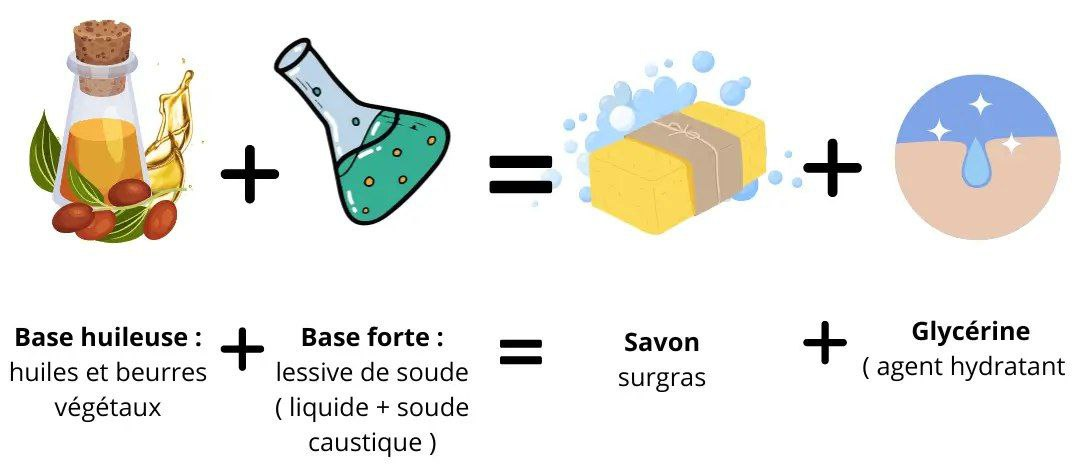 Base huileuse :
huiles et beurres
végétaux
+
Base forte :
lessive de soude
( liquide + soude
caustique )
=
Savon
surgras
+
Glycérine
( agent hydratant